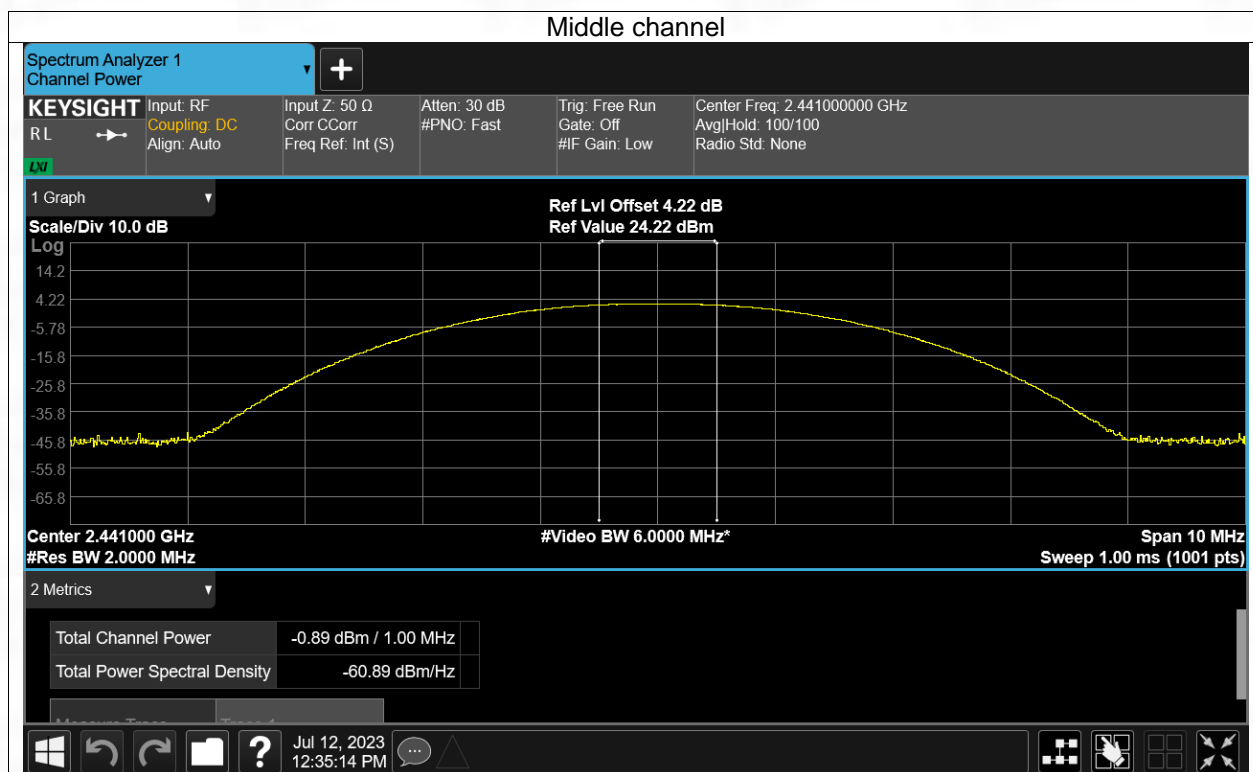 Middle channel
Spectrum Analyzer 1
Channel Power
KEYSIGHT
Input: RF
Input Z: 50 Ω
Atten: 30 dB
Trig: Free Run
Center Freq: 2.441000000 GHz
R L
Coupling: DC
Corr CCorr
#PNO: Fast
Gate: Off
Avg|Hold: 100/100
Align: Auto
Freq Ref: Int (S)
#IF Gain: Low
Radio Std: None
LXI
1 Graph
Ref Lvl Offset 4.22 dB
Scale/Div 10.0 dB
Ref Value 24.22 dBm
Log
14.2
4.22
-5.78
-15.8
-25.8
-35.8
-45.8
-55.8
-65.8
Center 2.441000 GHz
#Video BW 6.0000 MHz*
Span 10 MHz
#Res BW 2.0000 MHz
Sweep 1.00 ms (1001 pts)
2 Metrics
Total Channel Power
-0.89 dBm / 1.00 MHz
Total Power Spectral Density
-60.89 dBm/Hz
?
Jul 12, 2023
12:35:14 PM